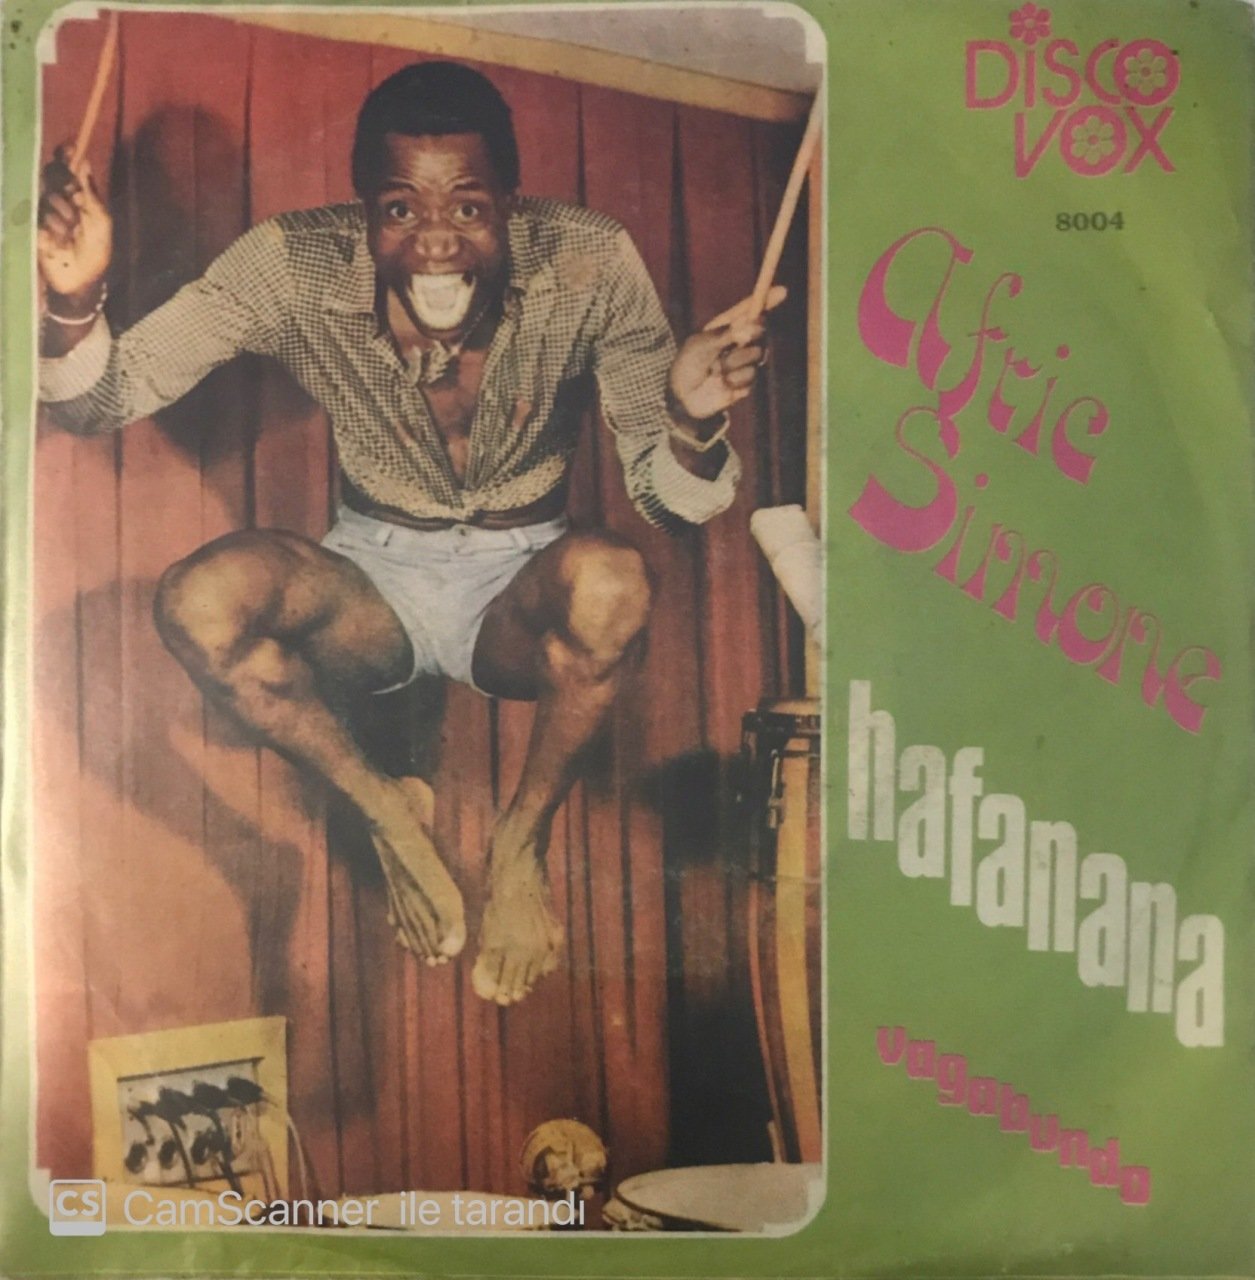 DISCO
VOX
8004
Afric
Simone
hafanana
vagabundo
CS CamScanner ile tarandı